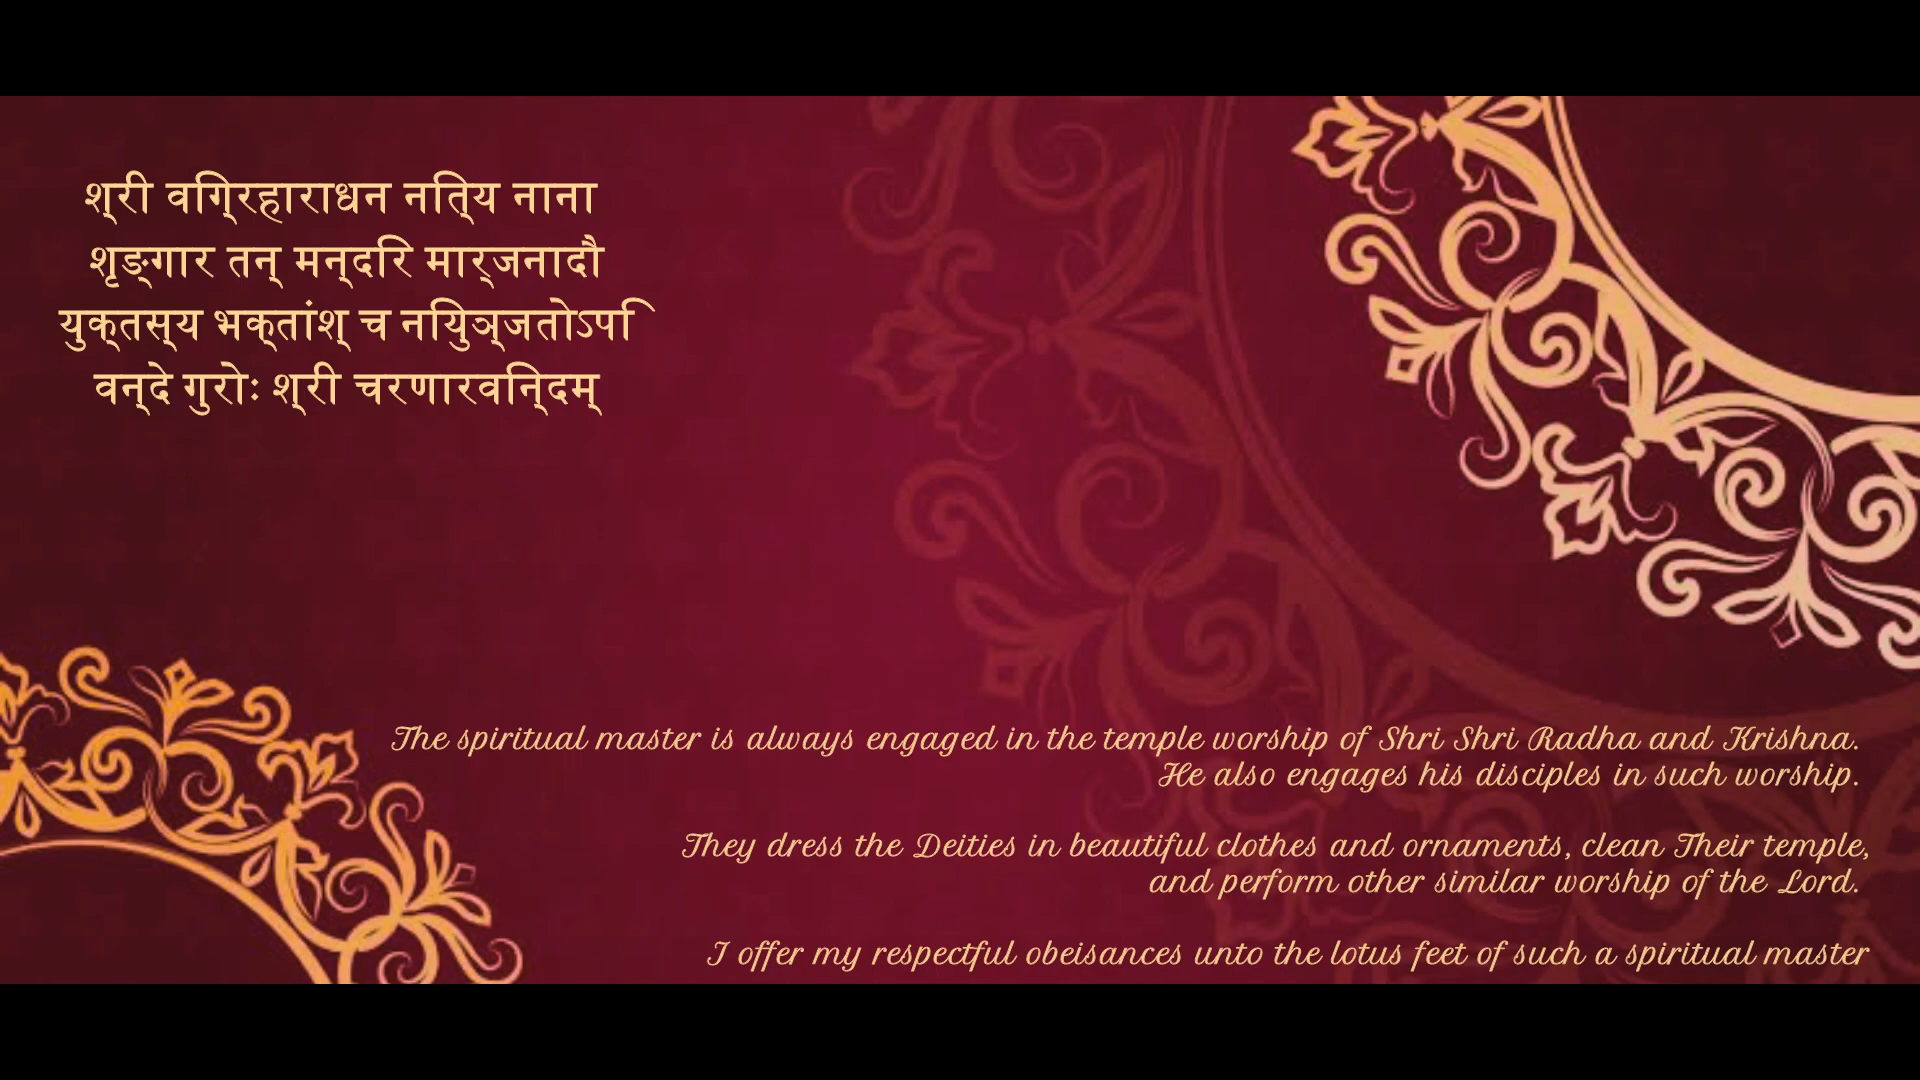 श्री विग्रहाराधन नित्य नाना
शृङ्गार तन् मन्दिर मार्जनादौ
युक्तस्य भक्तांश् च नियुञ्जतोऽपि
वन्दे गुरोः श्री चरणारविन्दम्
The spiritual master is always engaged in the temple worship of Shri Shri Radha and Krishna.
He also engages his disciples in such worship.
They dress the Deities in beautiful clothes and ornaments, clean Their temple,
and perform other similar worship of the Lord.
I offer my respectful obeisances unto the lotus feet of such a spiritual master